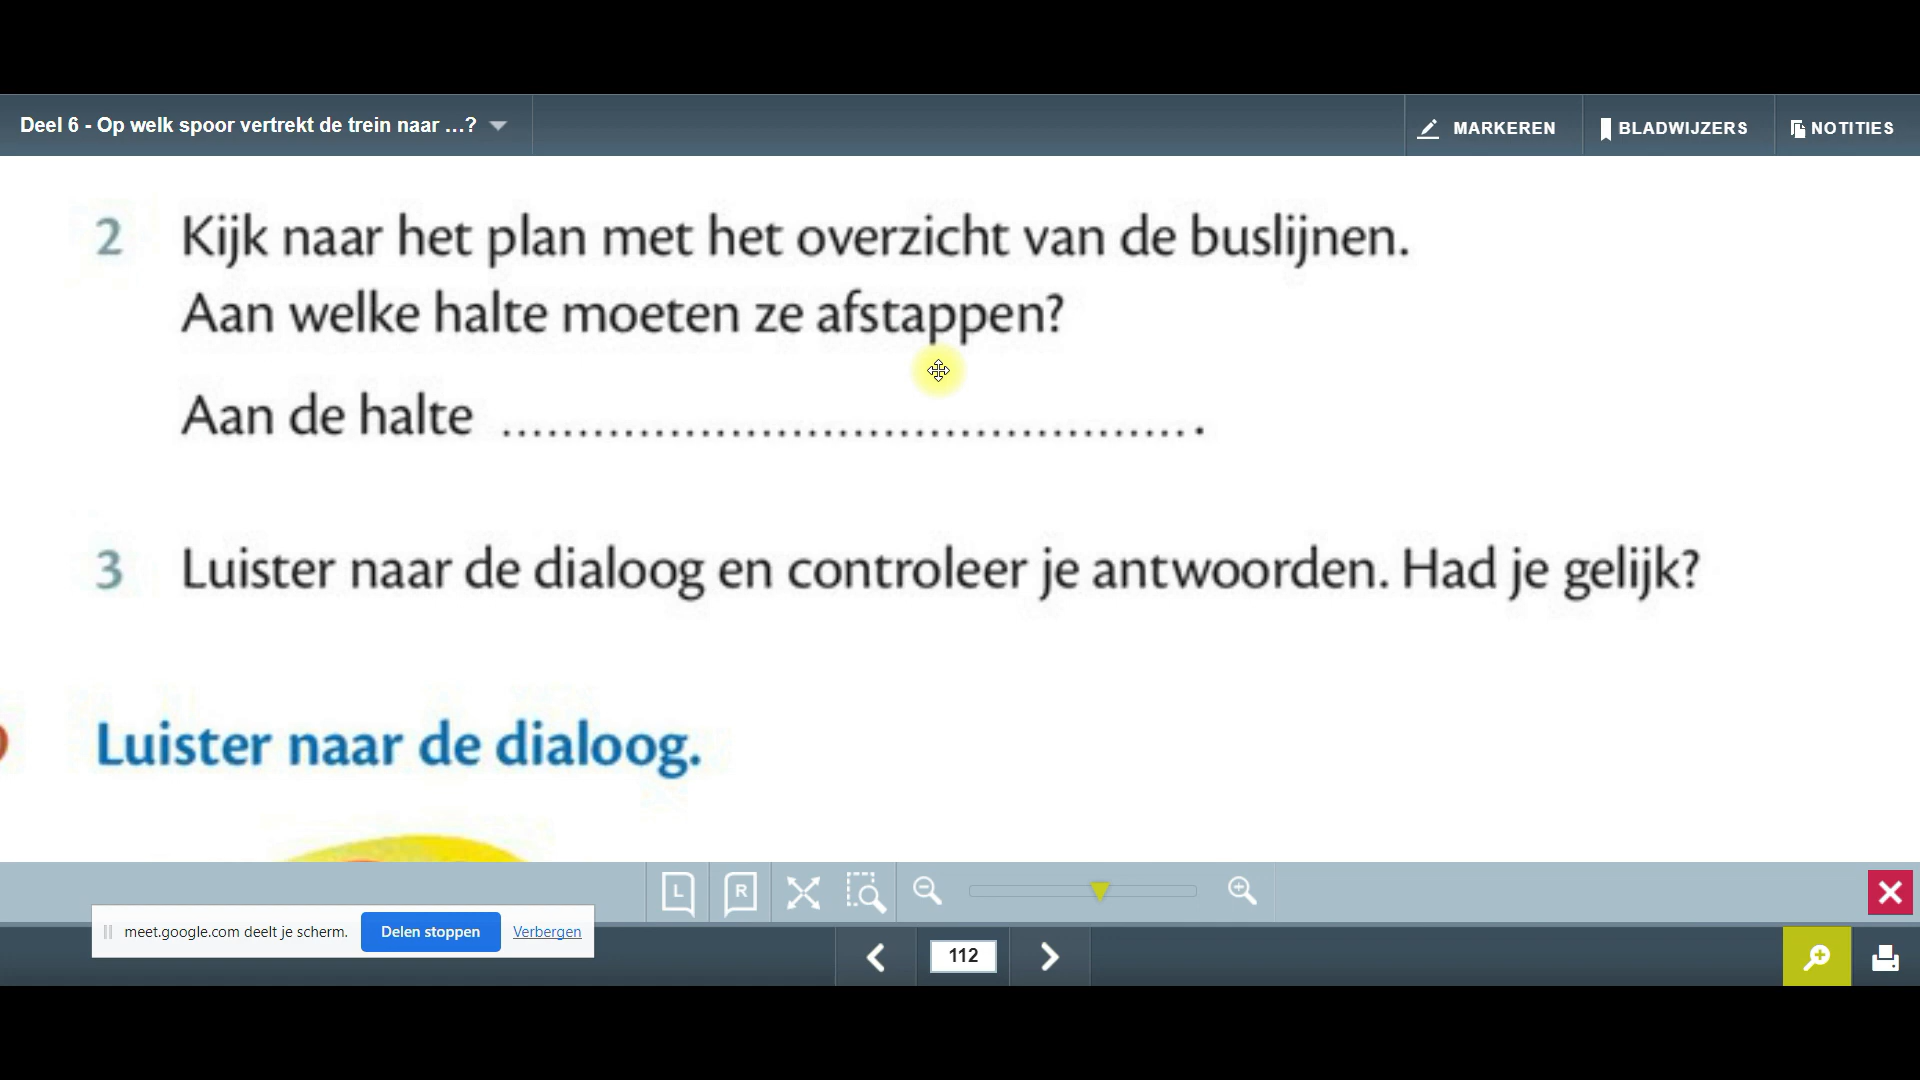 Deel 6 - Op welk spoor vertrekt de trein naar ...?
MARKEREN
BLADWIJZERS
NOTITIES
2 Kijk naar het plan met het overzicht van de buslijnen.
Aan welke halte moeten ze afstappen?
Aan de halte .............................................
3 Luister naar de dialoog en controleer je antwoorden. Had je gelijk?
Luister naar de dialoog.
L
R
meet.google.com deelt je scherm.
Delen stoppen
Verbergen
112